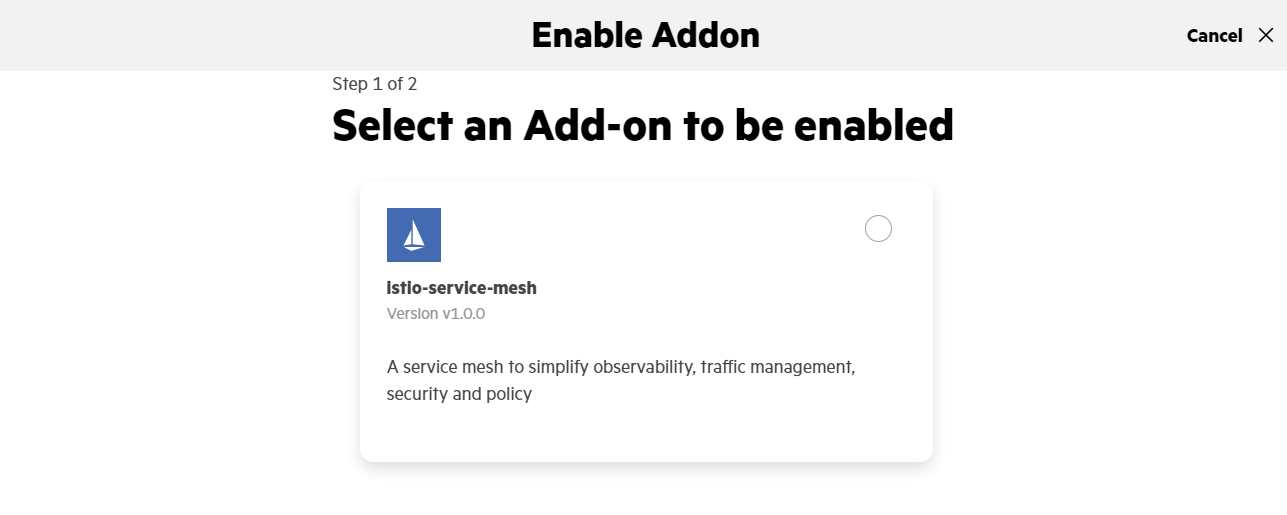 Enable Addon
Cancel
Step 1 of 2
Select an Add-on to be enabled
istio-service-mesh
Version v1.0.0
A service mesh to simplify observability, traffic management,
security and policy